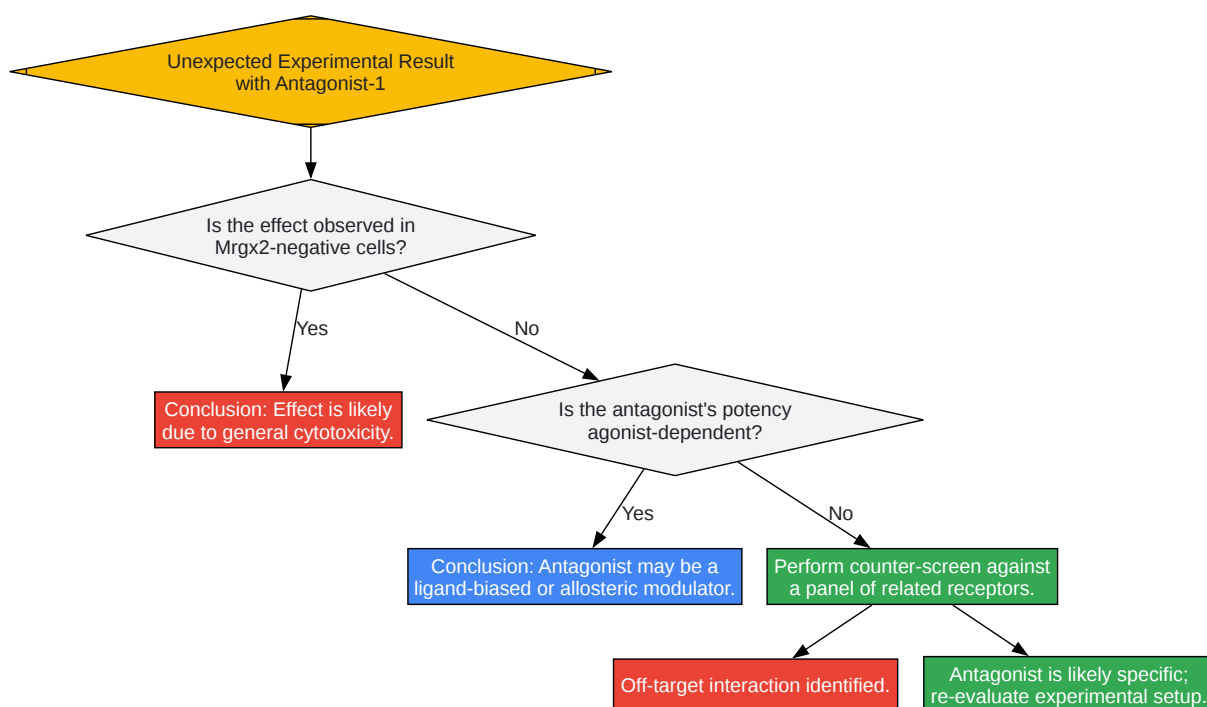 Unexpected Experimental Result
with Antagonist-1
Is the effect observed in
Mrgx2-negative cells?
Yes
No
Conclusion: Effect is likely
due to general cytotoxicity.
Is the antagonist's potency
agonist-dependent?
Yes
No
Conclusion: Antagonist may be a
ligand-biased or allosteric modulator.
Perform counter-screen against
a panel of related receptors.
Off-target interaction identified.
Antagonist is likely specific;
re-evaluate experimental setup.